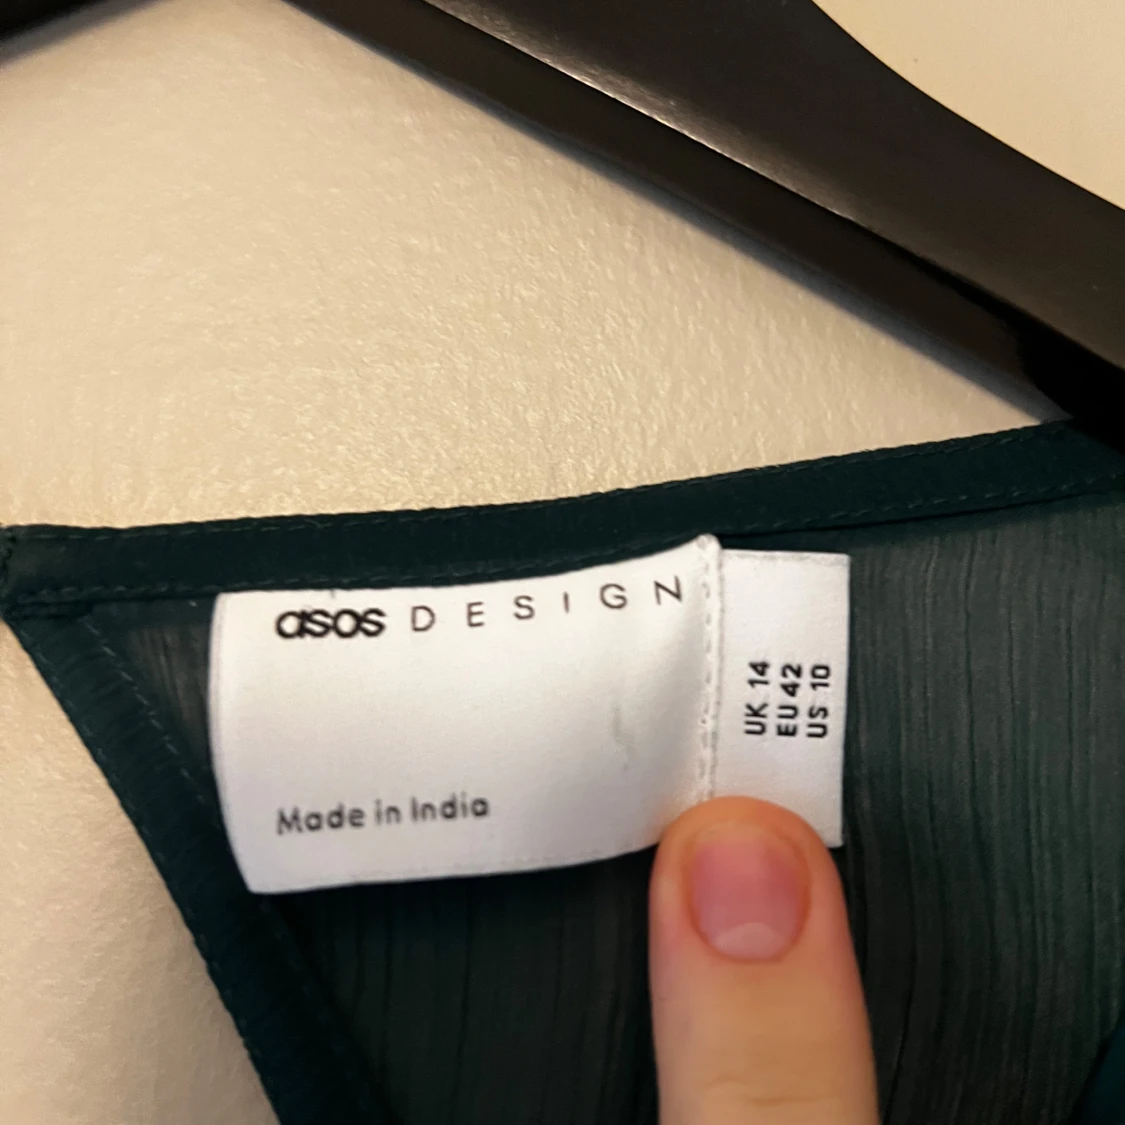 asos DESIGN
Made in India
UK 14
EU 42
US 10